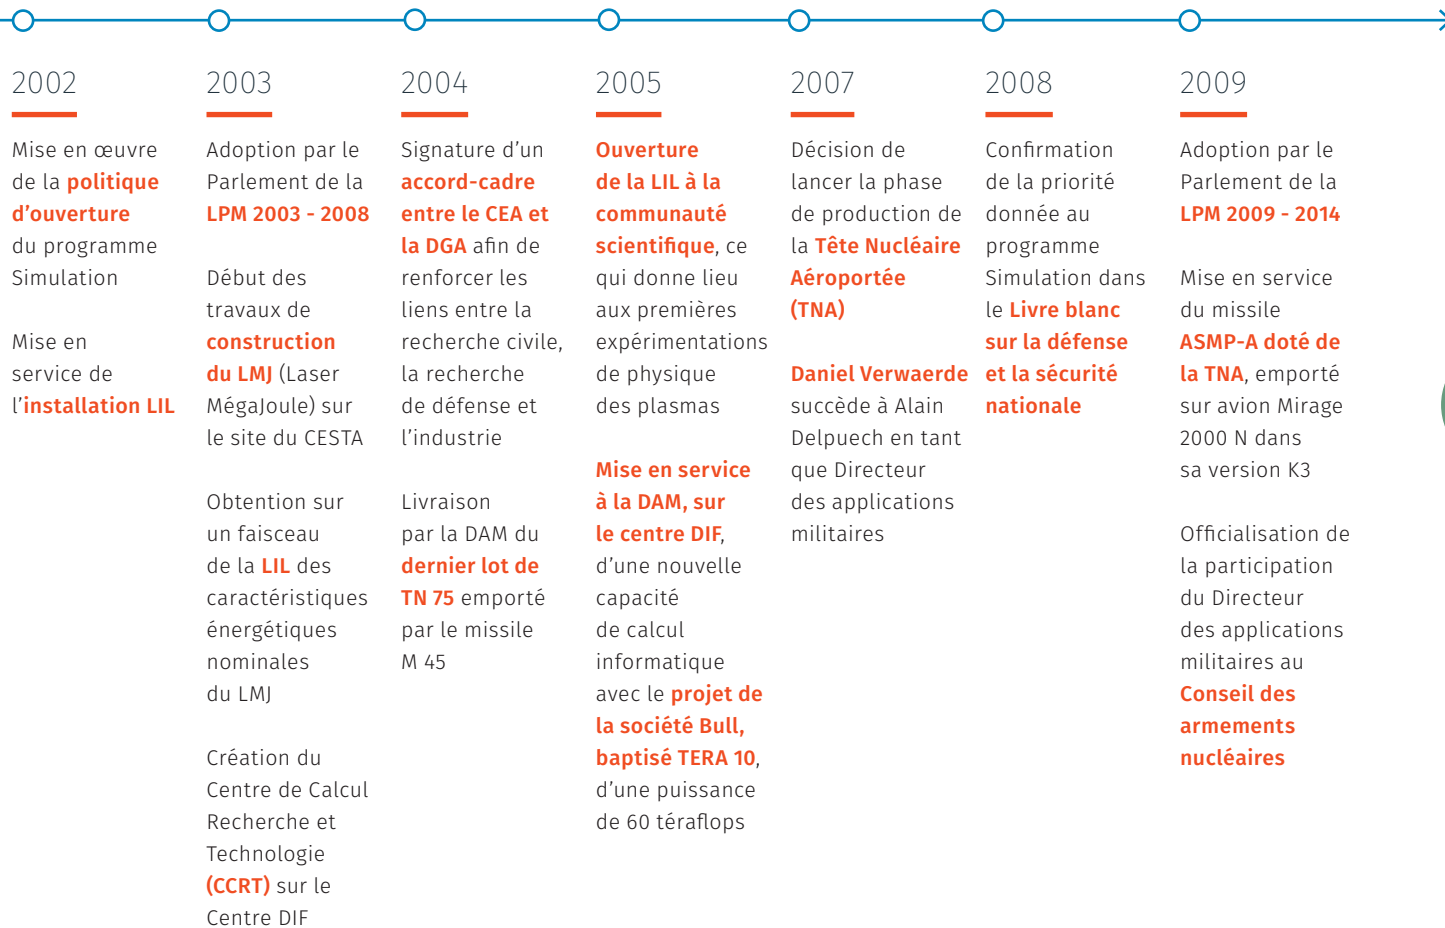 2002
Mise en œuvre
de la politique
d’ouverture
du programme
Simulation
Mise en
service de
l’installation LIL
2003
Adoption par le
Parlement de la
LPM 2003 - 2008
Début des
travaux de
construction
du LMJ (Laser
MégaJoule) sur
le site du CESTA
Obtention sur
un faisceau
de la LIL des
caractéristiques
énergétiques
nominales
du LMJ
Création du
Centre de Calcul
Recherche et
Technologie
(CCRT) sur le
Centre DIF
2004
Signature d’un
accord-cadre
entre le CEA et
la DGA afin de
renforcer les
liens entre la
recherche civile,
la recherche
de défense et
l’industrie
Livraison
par la DAM du
dernier lot de
TN 75 emporté
par le missile
M 45
2005
Ouverture
de la LIL à la
communauté
scientifique, ce
qui donne lieu
aux premières
expérimentations
de physique
des plasmas
Mise en service
à la DAM, sur
le centre DIF,
d’une nouvelle
capacité
de calcul
informatique
avec le projet de
la société Bull,
baptisé TERA 10,
d’une puissance
de 60 téraflops
2007
Décision de
lancer la phase
de production de
la Tête Nucléaire
Aéroportée
(TNA)
Daniel Verwaerde
succède à Alain
Delpuech en tant
que Directeur
des applications
militaires
2008
Confirmation
de la priorité
donnée au
programme
Simulation dans
le Livre blanc
sur la défense
et la sécurité
nationale
2009
Adoption par le
Parlement de la
LPM 2009 - 2014
Mise en service
du missile
ASMP-A doté de
la TNA, emporté
sur avion Mirage
2000 N dans
sa version K3
Officialisation de
la participation
du Directeur
des applications
militaires au
Conseil des
armements
nucléaires